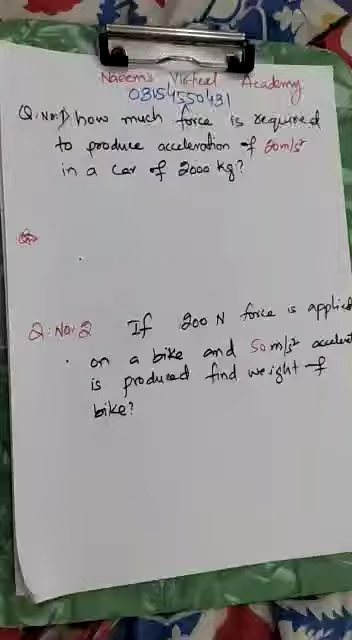 Naeem's Virtual Academy
03154550431
Q.No.1) how much force is required
to produce acceleration of 20m/s²
in a car of 2000 kg?
Q.No.2 If 200 N force is applied
on a bike and 50m/s² accelerat
is produced find weight of
bike?